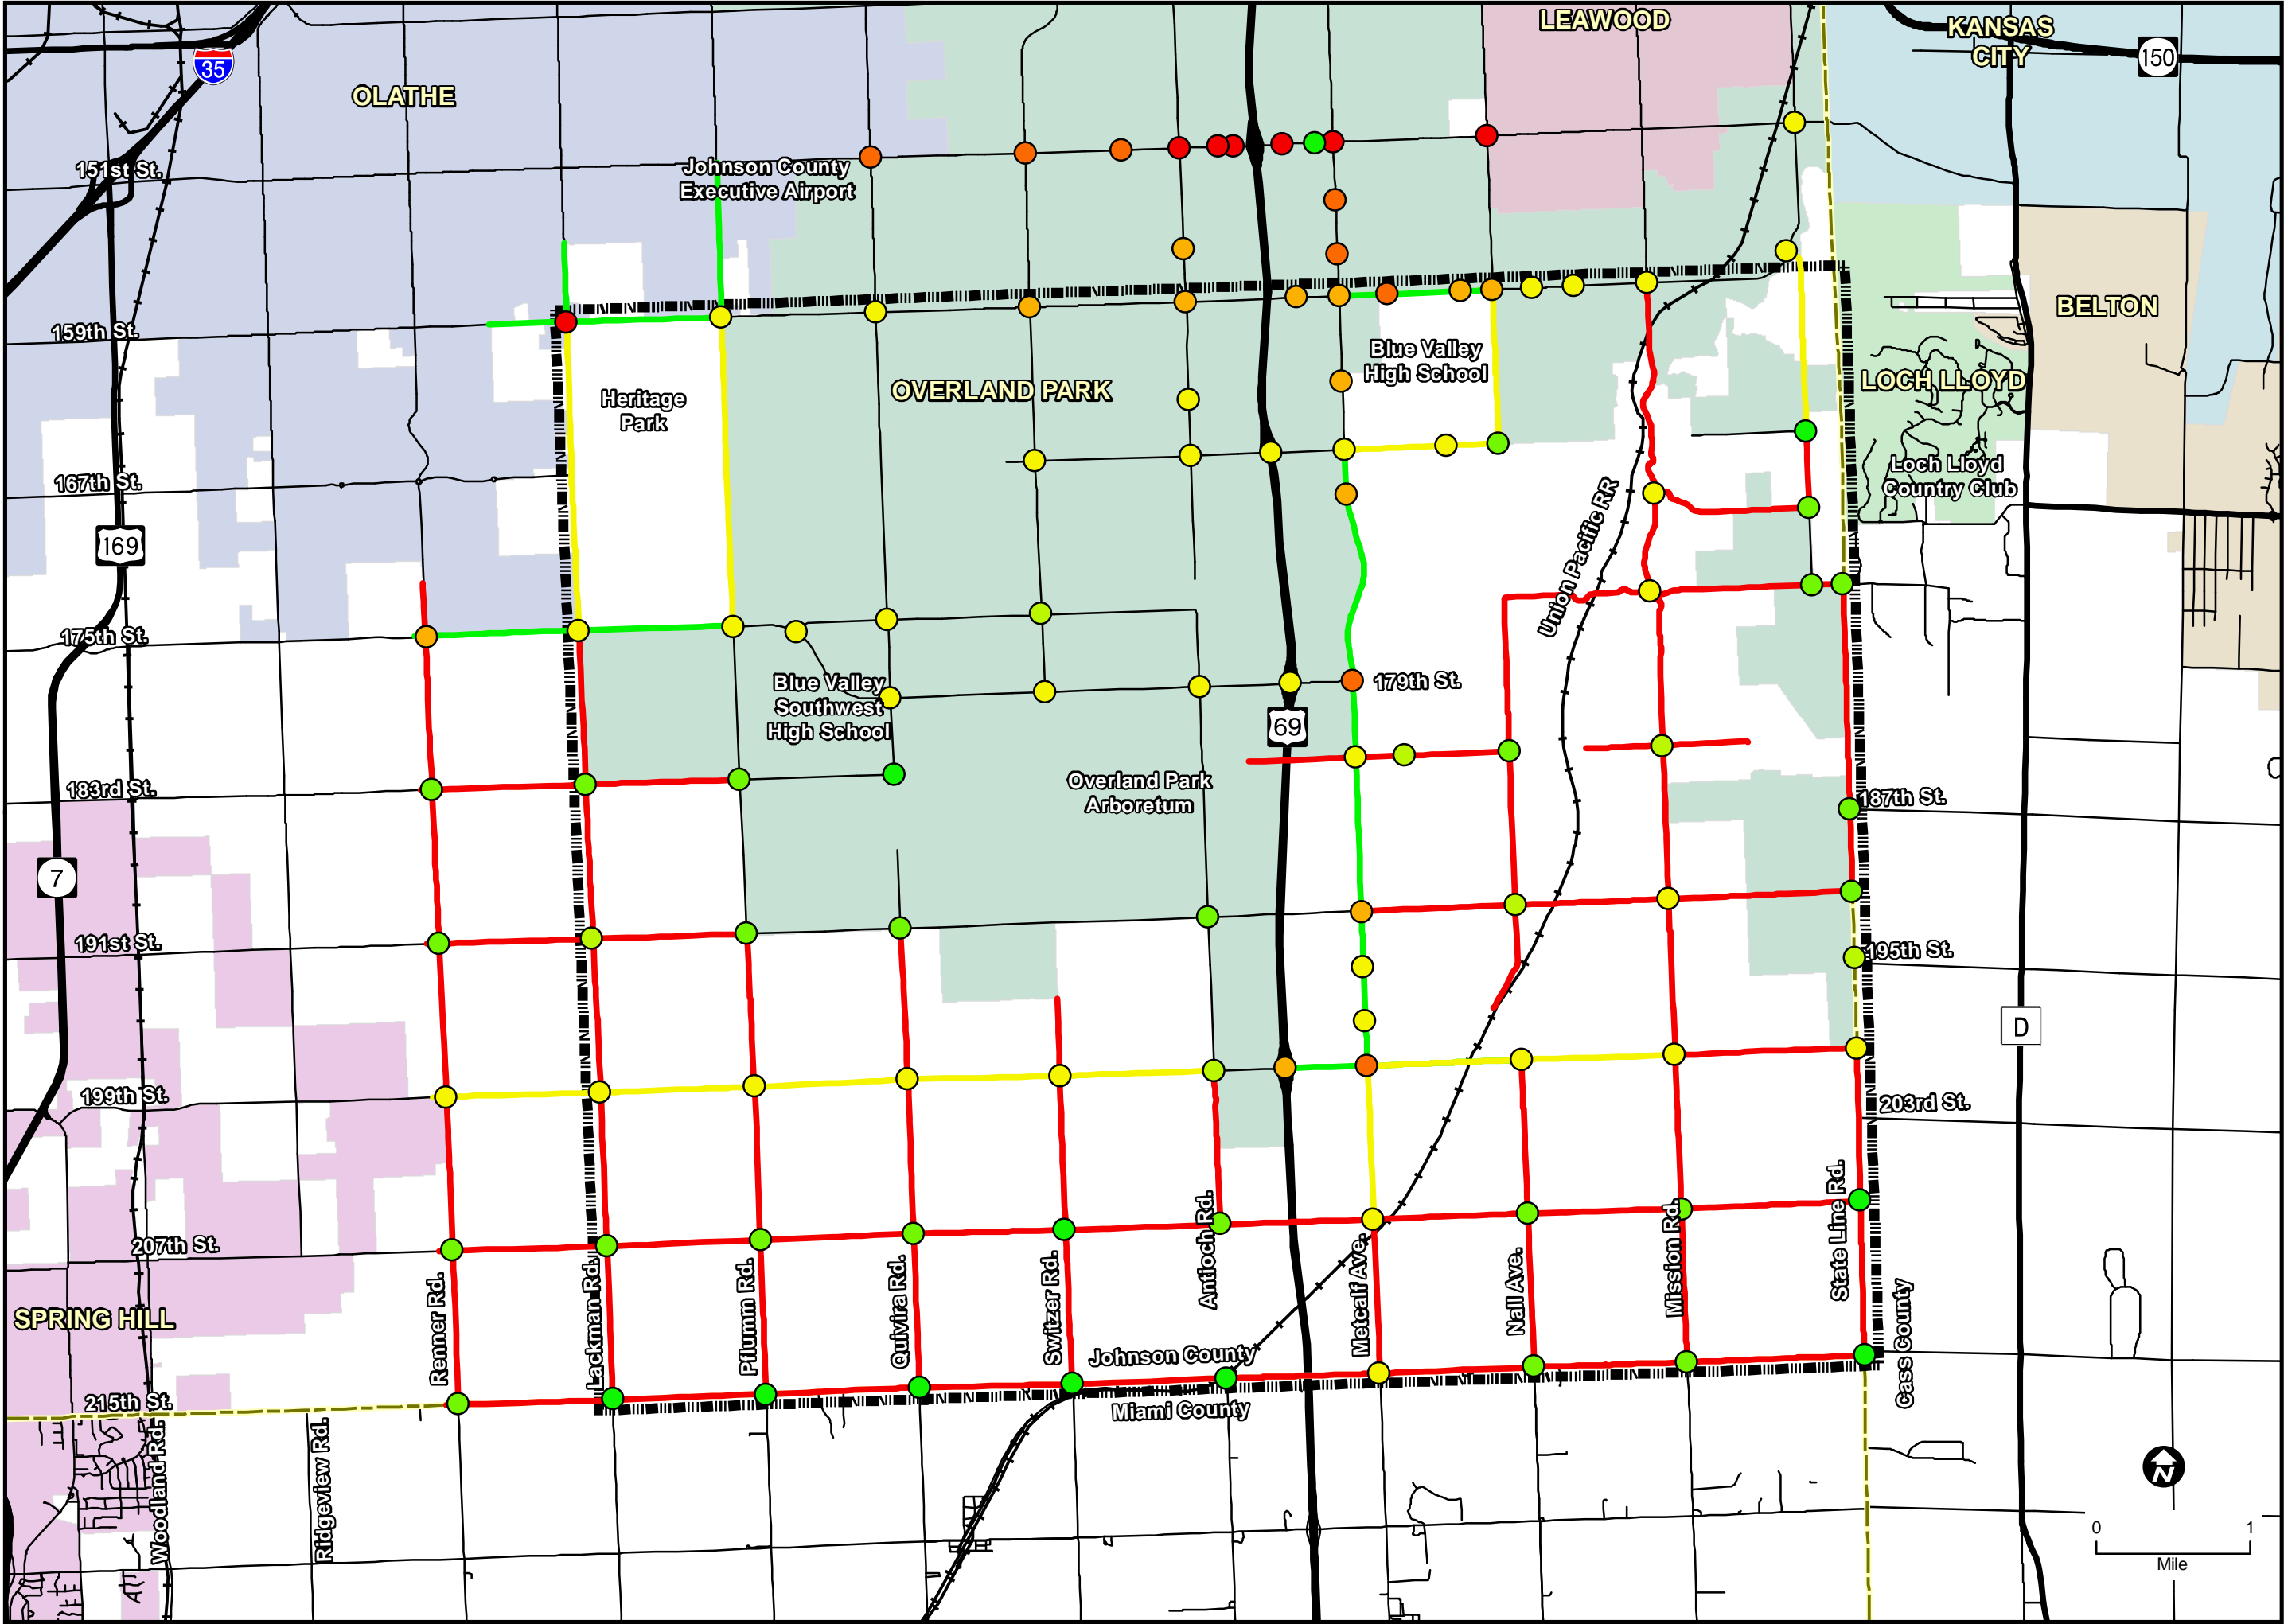 LEAWOOD
KANSAS
CITY
150
35
OLATHE
151st St.
Johnson County
Executive Airport
159th St.
BELTON
Heritage
Park
OVERLAND PARK
Blue Valley
High School
LOCH LLOYD
167th St.
Loch Lloyd
Country Club
169
Union Pacific RR
175th St.
Blue Valley
Southwest
High School
179th St.
69
183rd St.
Overland Park
Arboretum
187th St.
7
191st St.
195th St.
D
199th St.
203rd St.
207th St.
Renner Rd.
Lackman Rd.
Pflumm Rd.
Quivira Rd.
Switzer Rd.
Antioch Rd.
Metcalf Ave.
Nall Ave.
Mission Rd.
State Line Rd.
Cass County
SPRING HILL
Johnson County
Miami County
215th St.
Woodland Rd.
Ridgeview Rd.
N
0 1
Mile